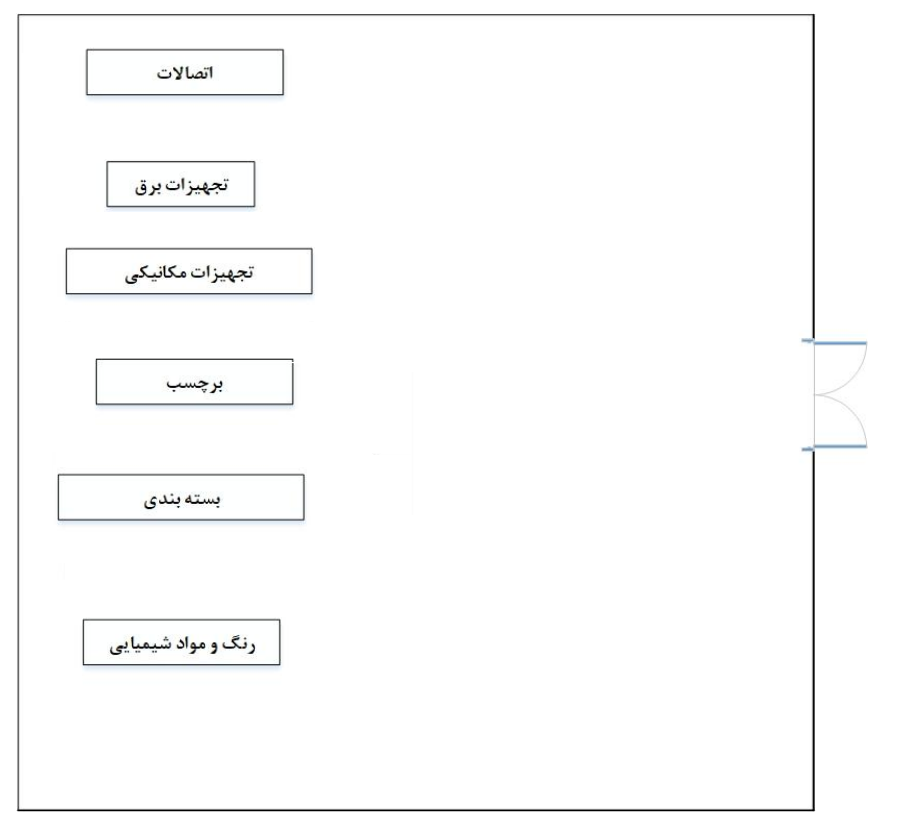 اتصالات
تجهیزات برق
تجهیزات مکانیکی
برچسب
بسته بندی
رنگ و مواد شیمیایی